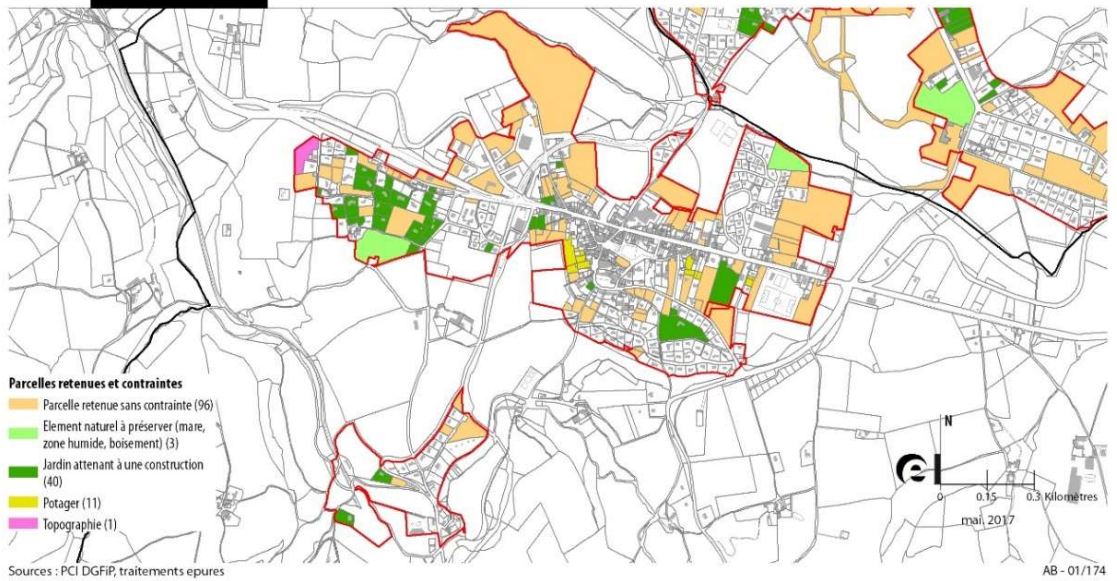 Parcelles retenues et contraintes
Parcelle retenue sans contrainte (96)
Element naturel à préserver (mare,
zone humide, boisement) (3)
Jardin attenant à une construction
(40)
Potager (11)
Topographie (1)
N
0 0.15 0.3 Kilomètres
mai. 2017
Sources : PCI DGFiP, traitements epures
AB - 01/174